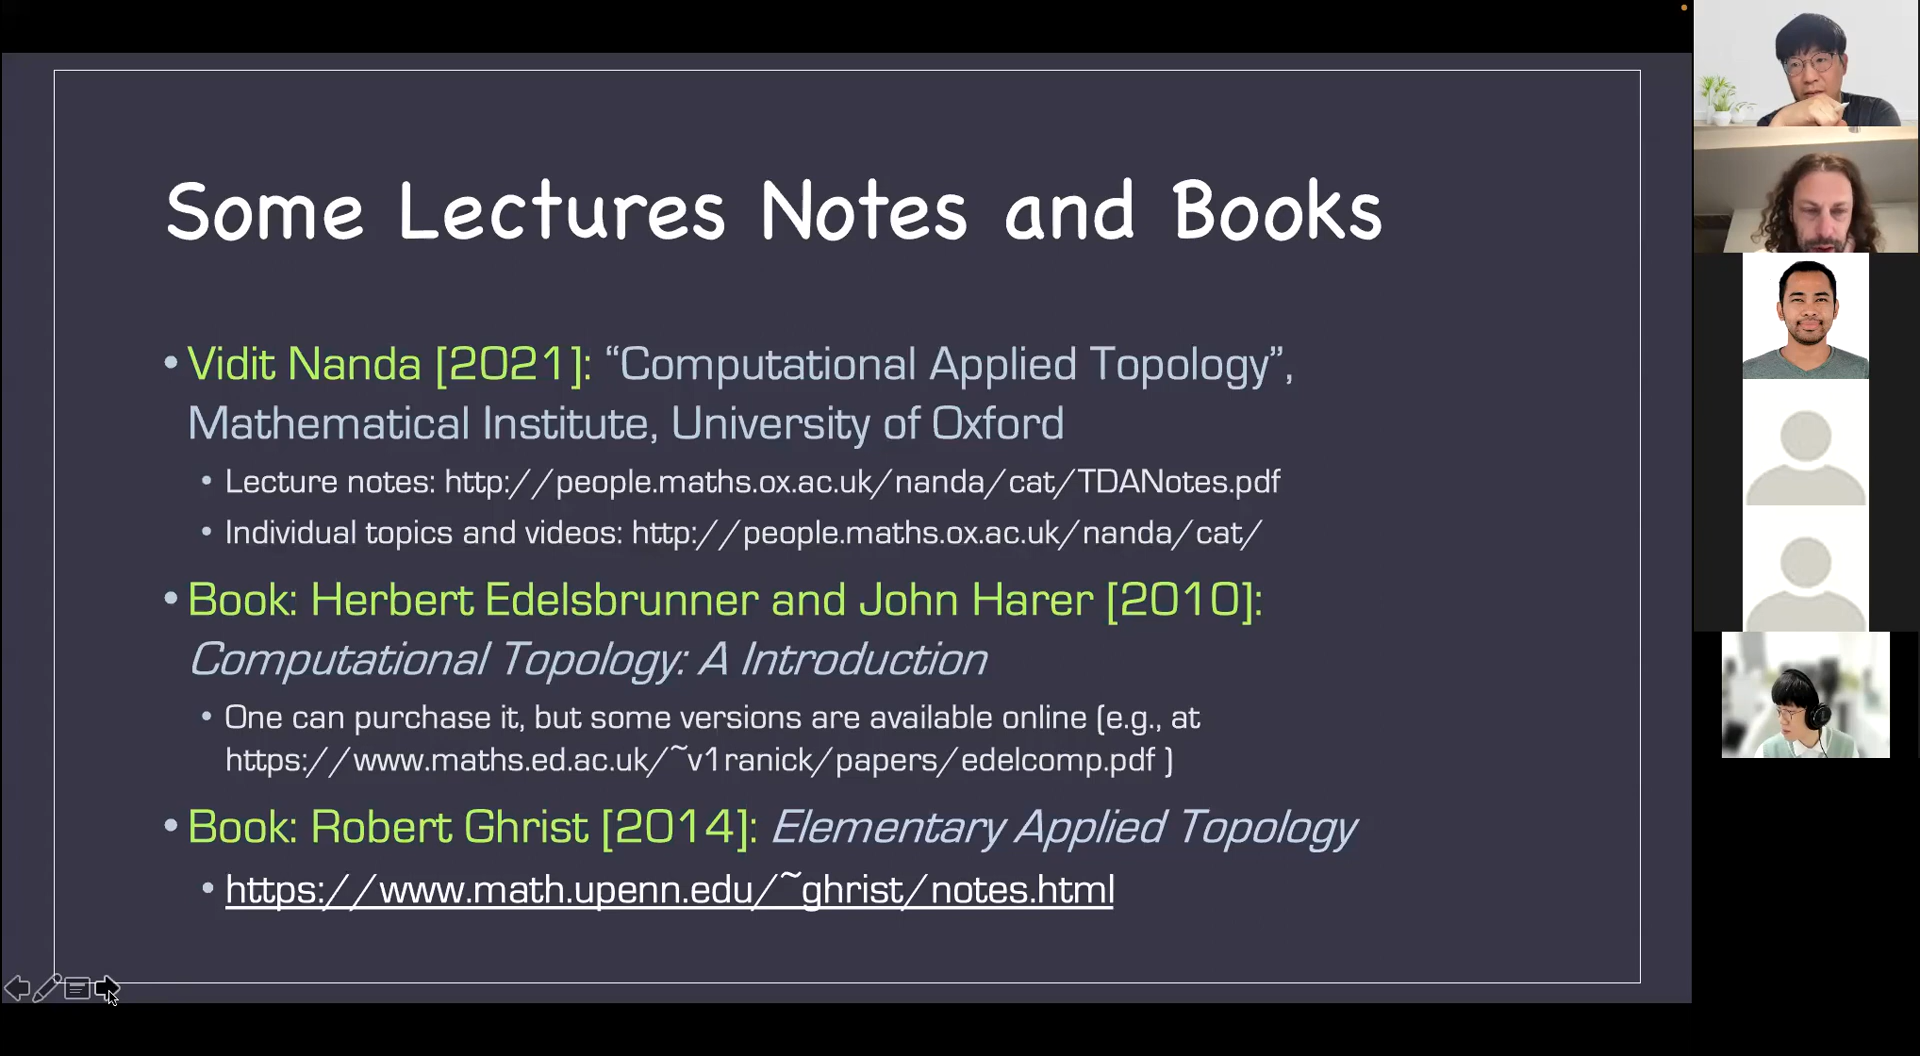 Some Lectures Notes and Books
• Vidit Nanda [2021]: “Computational Applied Topology”,
Mathematical Institute, University of Oxford
• Lecture notes: http://people.maths.ox.ac.uk/nanda/cat/TDANotes.pdf
• Individual topics and videos: http://people.maths.ox.ac.uk/nanda/cat/
• Book: Herbert Edelsbrunner and John Harer [2010]:
Computational Topology: A Introduction
• One can purchase it, but some versions are available online (e.g., at
https://www.maths.ed.ac.uk/~v1ranick/papers/edelcomp.pdf )
• Book: Robert Ghrist [2014]: Elementary Applied Topology
• https://www.math.upenn.edu/~ghrist/notes.html